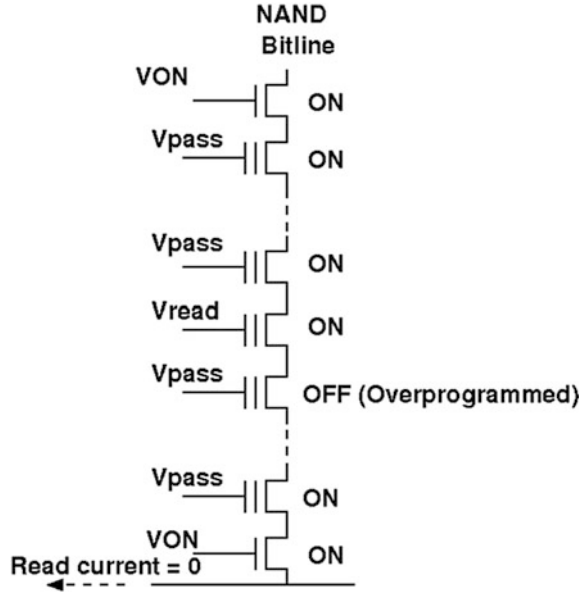 NAND
Bitline
VON
ON
Vpass
ON
Vpass
ON
Vread
ON
Vpass
OFF (Overprogrammed)
Vpass
ON
VON
ON
Read current = 0